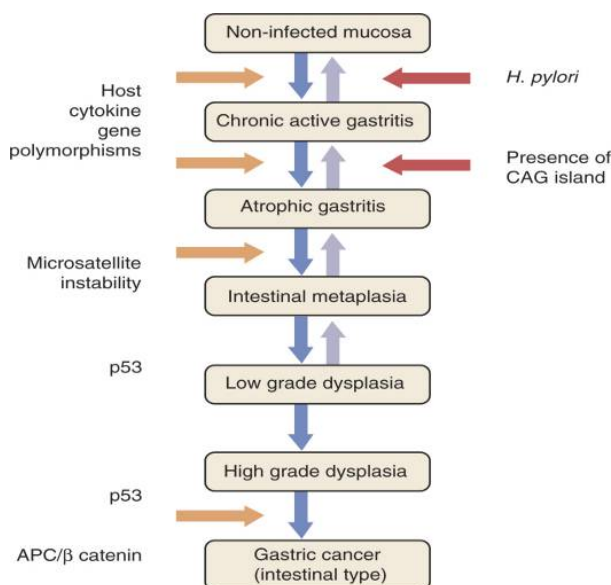 Non-infected mucosa
Host
cytokine
gene
polymorphisms
H. pylori
Chronic active gastritis
Presence of
CAG island
Atrophic gastritis
Microsatellite
instability
Intestinal metaplasia
p53
Low grade dysplasia
High grade dysplasia
p53
APC/β catenin
Gastric cancer
(intestinal type)